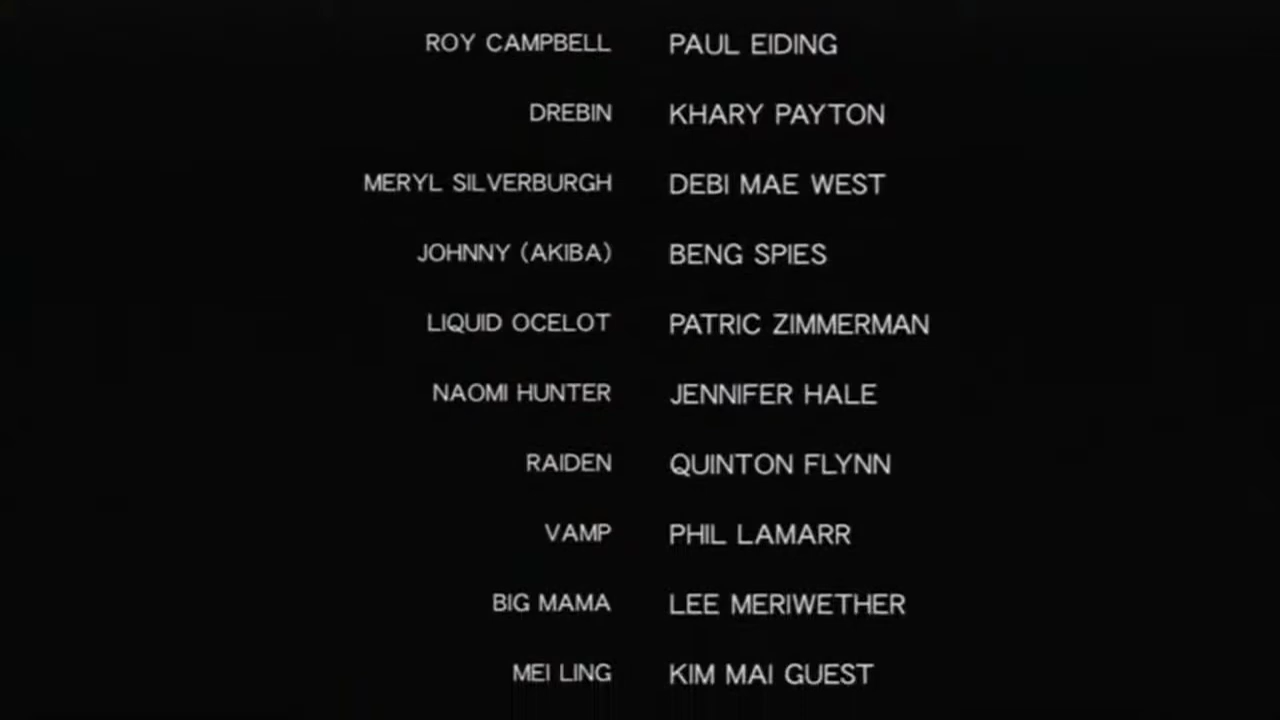 ROY CAMPBELL PAUL EIDING
DREBIN KHARY PAYTON
MERYL SILVERBURGH DEBI MAE WEST
JOHNNY (AKIBA) BENG SPIES
LIQUID OCELOT PATRIC ZIMMERMAN
NAOMI HUNTER JENNIFER HALE
RAIDEN QUINTON FLYNN
VAMP PHIL LAMARR
BIG MAMA LEE MERIWETHER
MEI LING KIM MAI GUEST